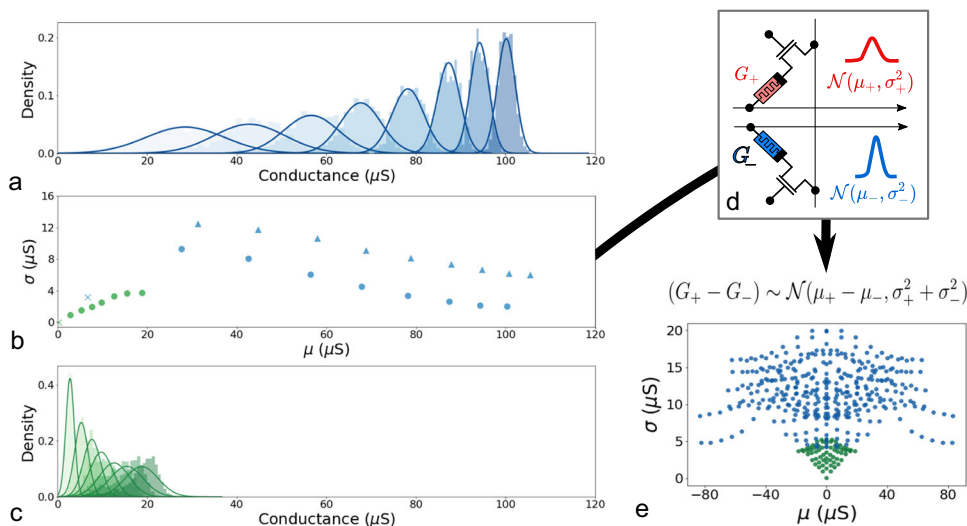 0.2
0.1
0.0
Density
0 20 40 60 80 100 120
Conductance (μS)
a
16
12
8
4
0
σ (μS)
0 20 40 60 80 100 120
μ (μS)
b
0.4
0.2
0.0
Density
0 20 40 60 80 100 120
Conductance (μS)
c
G₊
𝒩(μ₊, σ₊²)
G₋
𝒩(μ₋, σ₋²)
d
(G₊ − G₋) ∼ 𝒩(μ₊ − μ₋, σ₊² + σ₋²)
20
15
10
5
0
σ (μS)
−80 −40 0 40 80
μ (μS)
e